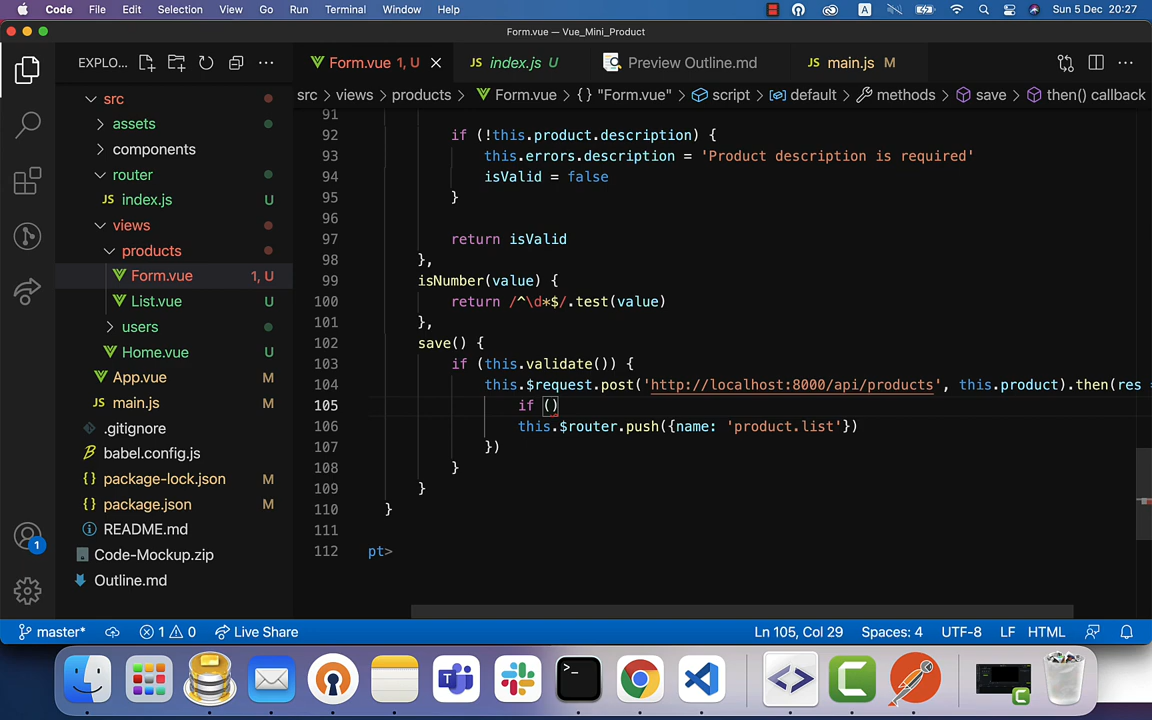 Code File Edit Selection View Go Run Terminal Window Help A Sun 5 Dec 20:27
Form.vue — Vue_Mini_Product
EXPLO... Form.vue 1, U JS index.js U Preview Outline.md JS main.js M
src > views > products > Form.vue > {} "Form.vue" > script > default > methods > save > then() callback
src
assets
components
router
JS index.js U
views
products
Form.vue 1, U
List.vue U
users
Home.vue U
App.vue M
JS main.js M
.gitignore
babel.config.js
{} package-lock.json M
{} package.json M
README.md
Code-Mockup.zip
Outline.md
91
92 if (!this.product.description) {
93 this.errors.description = 'Product description is required'
94 isValid = false
95 }
96
97 return isValid
98 },
99 isNumber(value) {
100 return /^\d*$/.test(value)
101 },
102 save() {
103 if (this.validate()) {
104 this.$request.post('http://localhost:8000/api/products', this.product).then(res =
105 if ()
106 this.$router.push({name: 'product.list'})
107 })
108 }
109 }
110 }
111
112 pt>
1
master* 1 0 Live Share Ln 105, Col 29 Spaces: 4 UTF-8 LF HTML